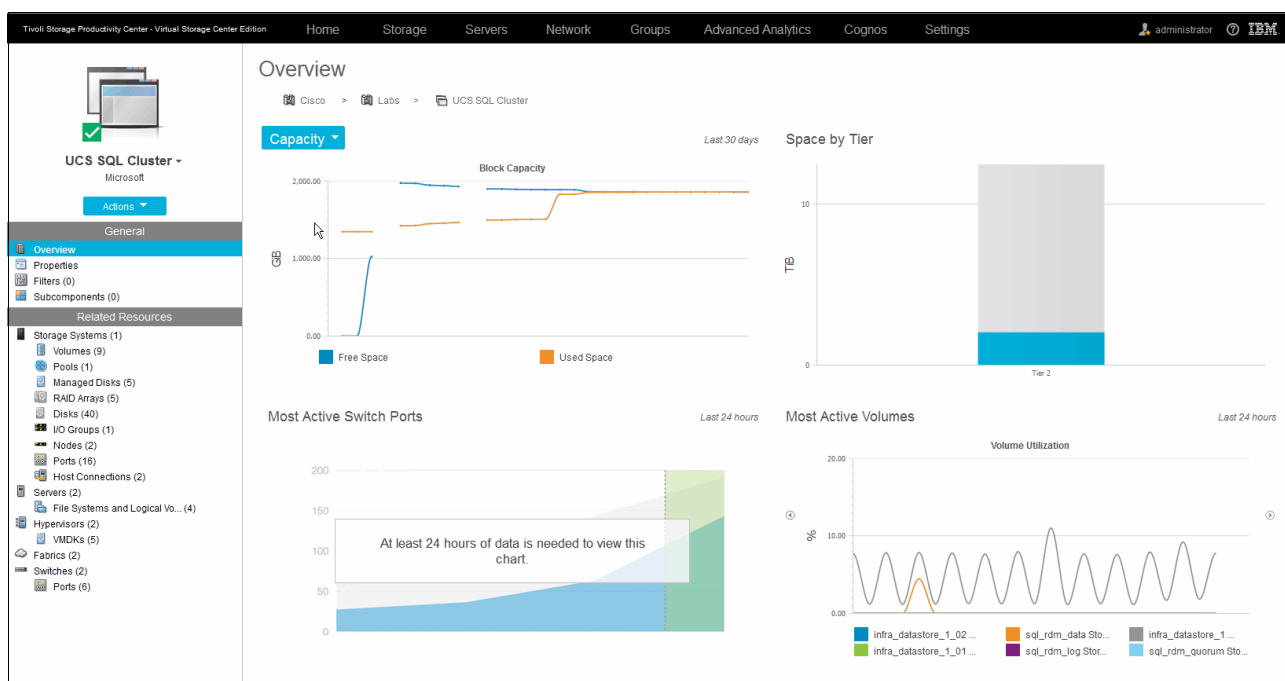 Tivoli Storage Productivity Center - Virtual Storage Center Edition Home Storage Servers Network Groups Advanced Analytics Cognos Settings administrator ? IBM.
UCS SQL Cluster
Microsoft
Actions
General
Overview
Properties
Filters (0)
Subcomponents (0)
Related Resources
Storage Systems (1)
Volumes (9)
Pools (1)
Managed Disks (5)
RAID Arrays (5)
Disks (40)
I/O Groups (1)
Nodes (2)
Ports (16)
Host Connections (2)
Servers (2)
File Systems and Logical Vo... (4)
Hypervisors (2)
VMDKs (5)
Fabrics (2)
Switches (2)
Ports (6)
Overview
Cisco > Labs > UCS SQL Cluster
Capacity
Last 30 days
Block Capacity
2,000.00
1,000.00
0.00
GiB
Free Space
Used Space
Space by Tier
10
0
TiB
Tier 2
Most Active Switch Ports
Last 24 hours
200
150
100
50
0
At least 24 hours of data is needed to view this
chart.
Most Active Volumes
Last 24 hours
Volume Utilization
20.00
10.00
0.00
%
infra_datastore_1_02 ...
sql_rdm_data Sto...
infra_datastore_1 ...
infra_datastore_1_01 ...
sql_rdm_log Stor...
sql_rdm_quorum Sto...